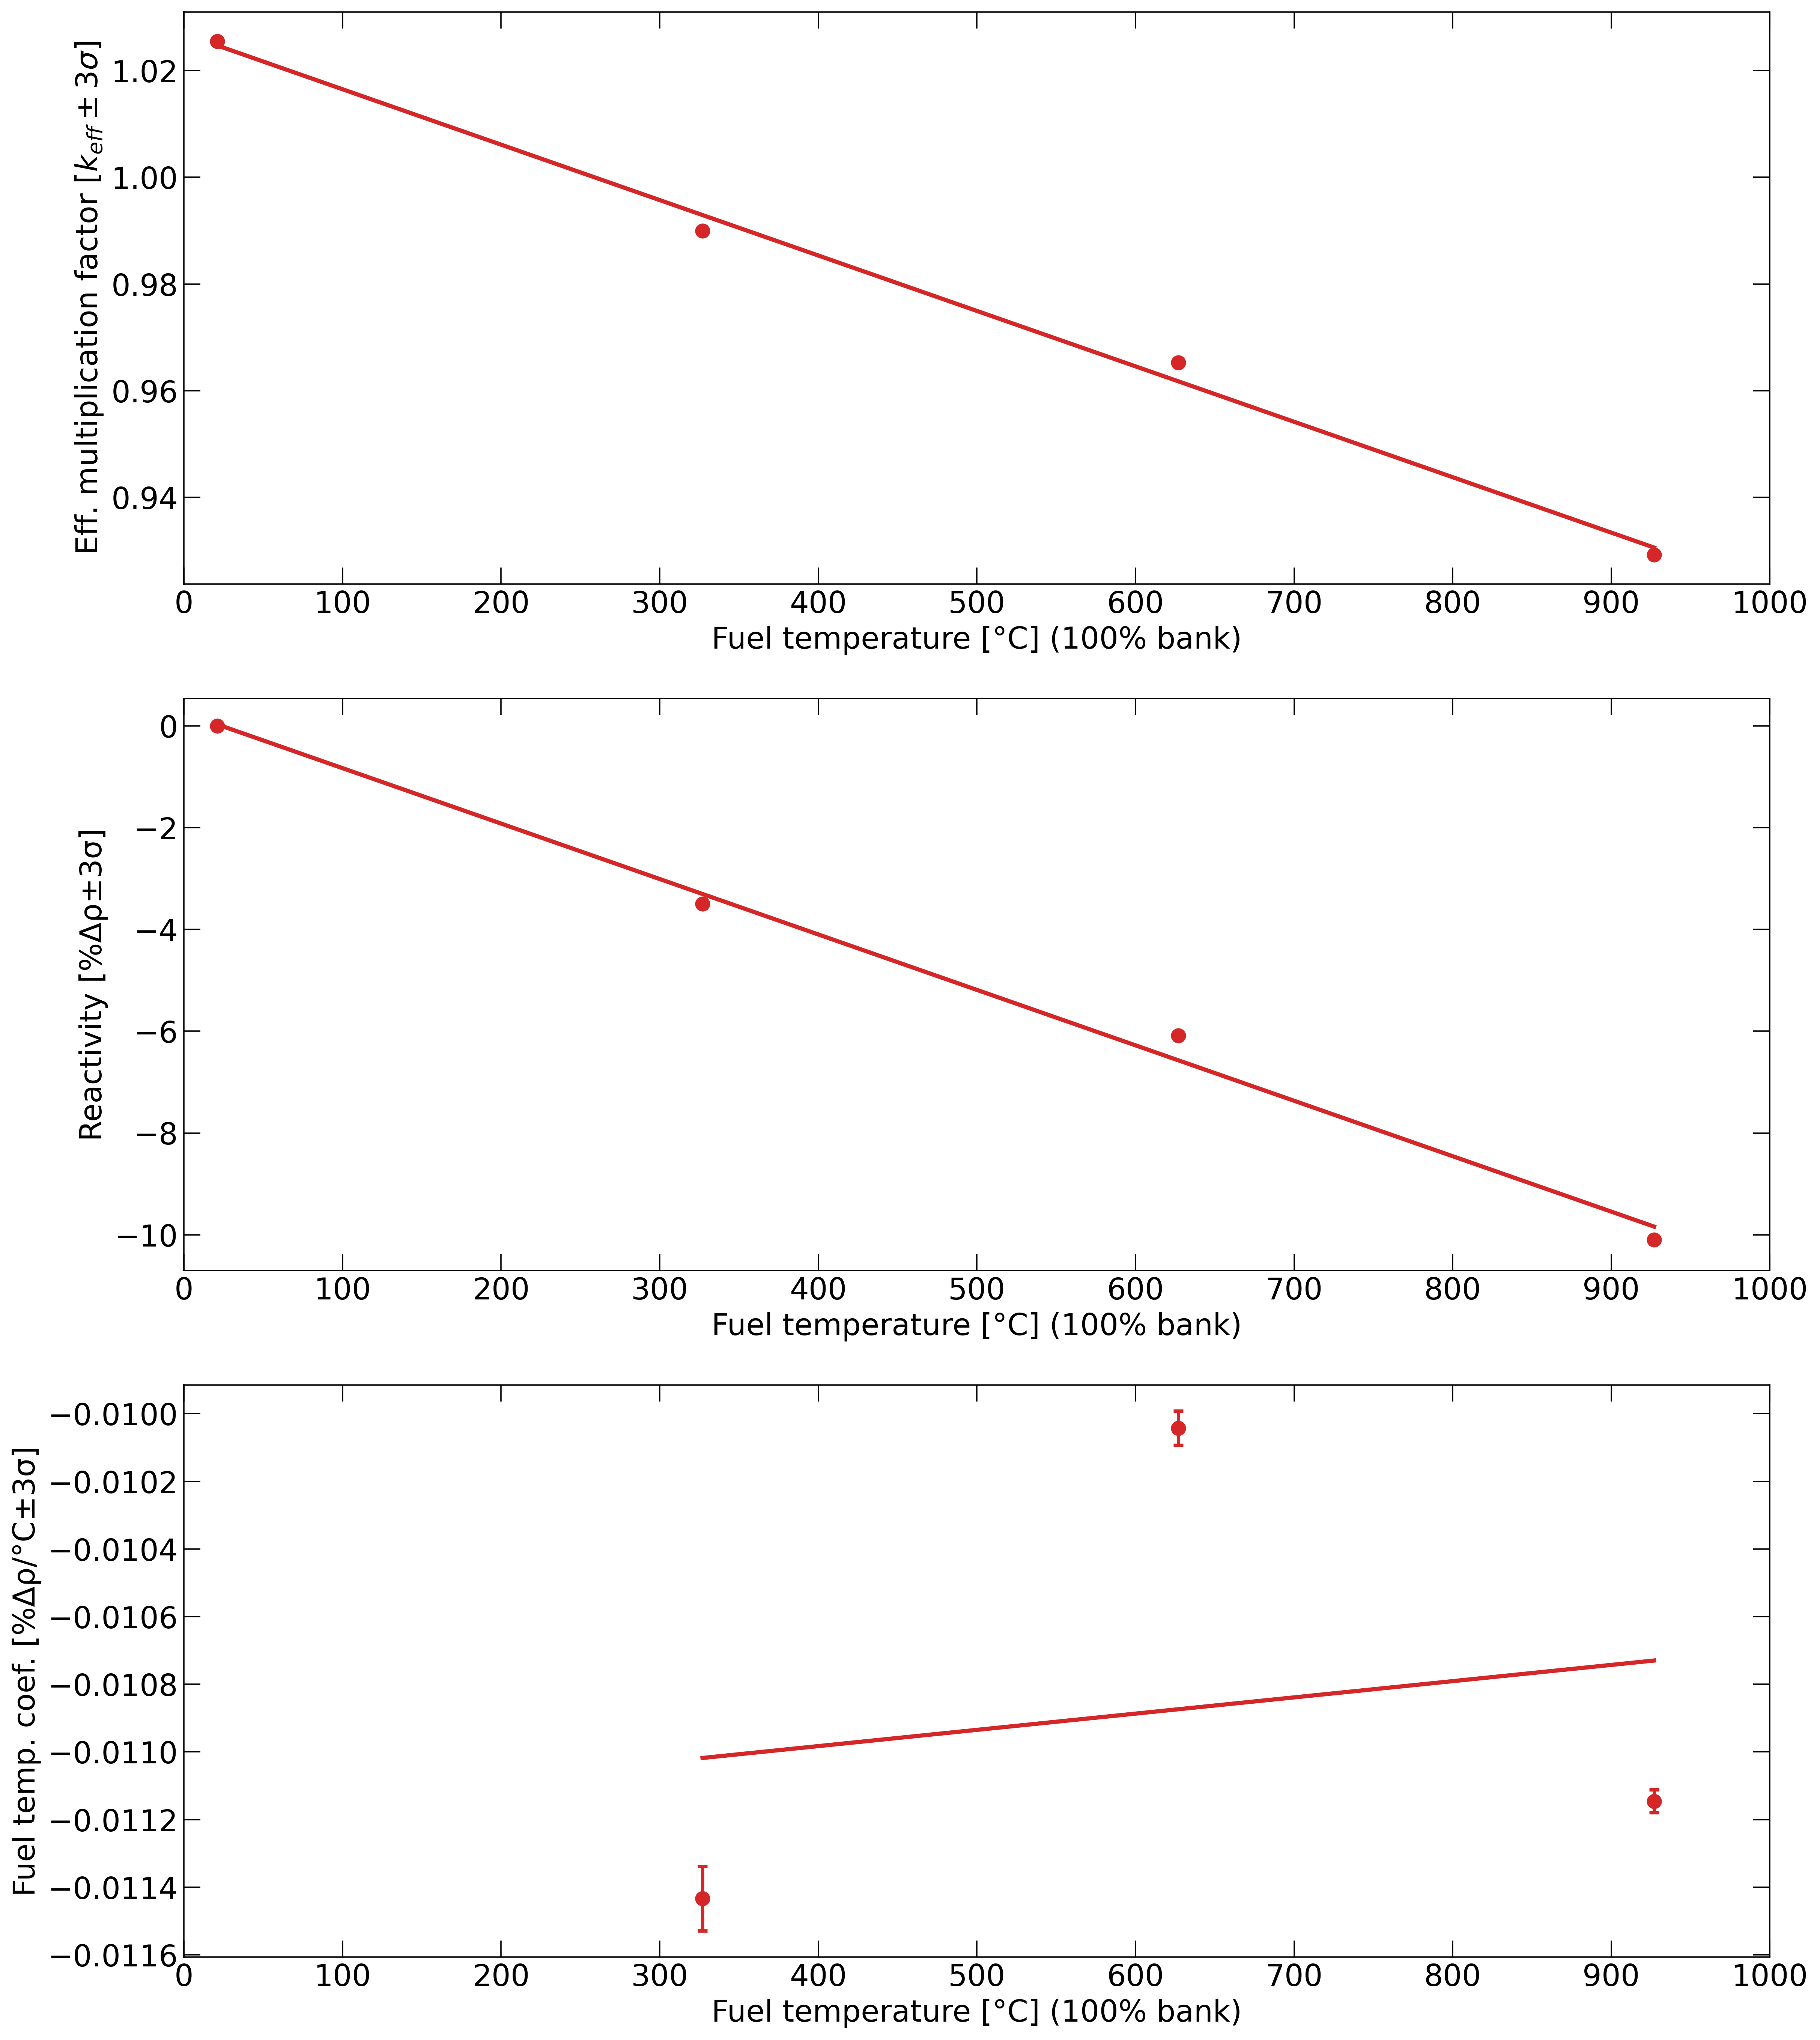 Eff. multiplication factor [k_eff ± 3σ]
1.02
1.00
0.98
0.96
0.94
0 100 200 300 400 500 600 700 800 900 1000
Fuel temperature [°C] (100% bank)
Reactivity [%Δρ±3σ]
0
−2
−4
−6
−8
−10
0 100 200 300 400 500 600 700 800 900 1000
Fuel temperature [°C] (100% bank)
Fuel temp. coef. [%Δρ/°C±3σ]
−0.0100
−0.0102
−0.0104
−0.0106
−0.0108
−0.0110
−0.0112
−0.0114
−0.0116
0 100 200 300 400 500 600 700 800 900 1000
Fuel temperature [°C] (100% bank)